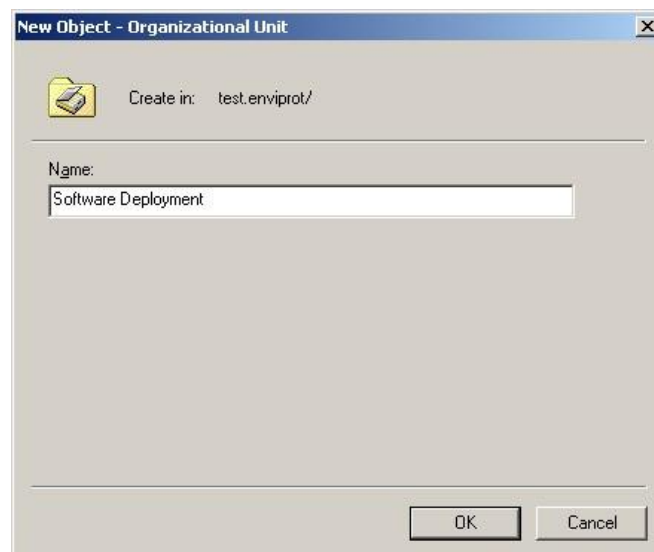 New Object - Organizational Unit
Create in: test.enviprot/
Name:
Software Deployment
OK Cancel